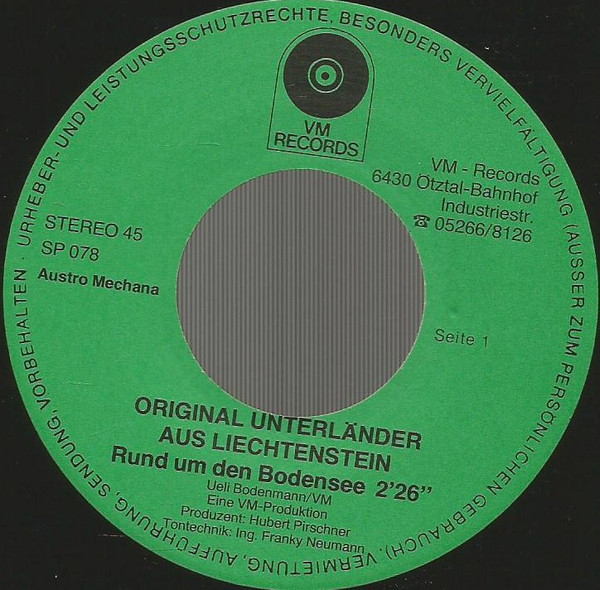 URHEBER- UND LEISTUNGSSCHUTZRECHTE, BESONDERS VERVIELFÄLTIGUNG (AUSSER ZUM PERSÖNLICHEN GEBRAUCH), VERMIETUNG, AUFFÜHRUNG, SENDUNG, VORBEHALTEN ·
VM
RECORDS
VM - Records
6430 Ötztal-Bahnhof
Industriestr.
☎ 05266/8126
STEREO 45
SP 078
Austro Mechana
Seite 1
ORIGINAL UNTERLÄNDER
AUS LIECHTENSTEIN
Rund um den Bodensee 2'26"
Ueli Bodenmann/VM
Eine VM-Produktion
Produzent: Hubert Pirschner
Tontechnik: Ing. Franky Neumann